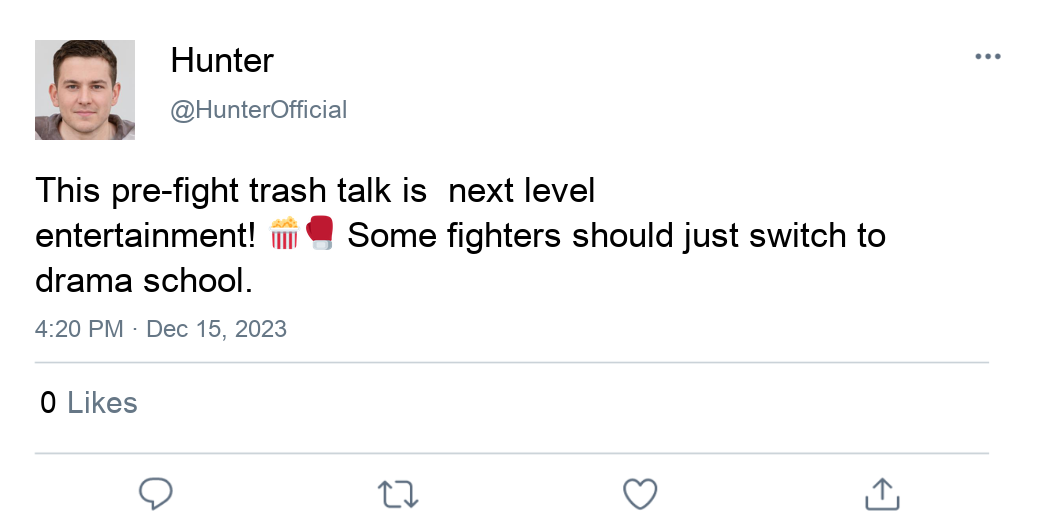 Hunter
@HunterOfficial
This pre-fight trash talk is  next level
entertainment! 🍿🥊 Some fighters should just switch to
drama school.
4:20 PM · Dec 15, 2023
0 Likes